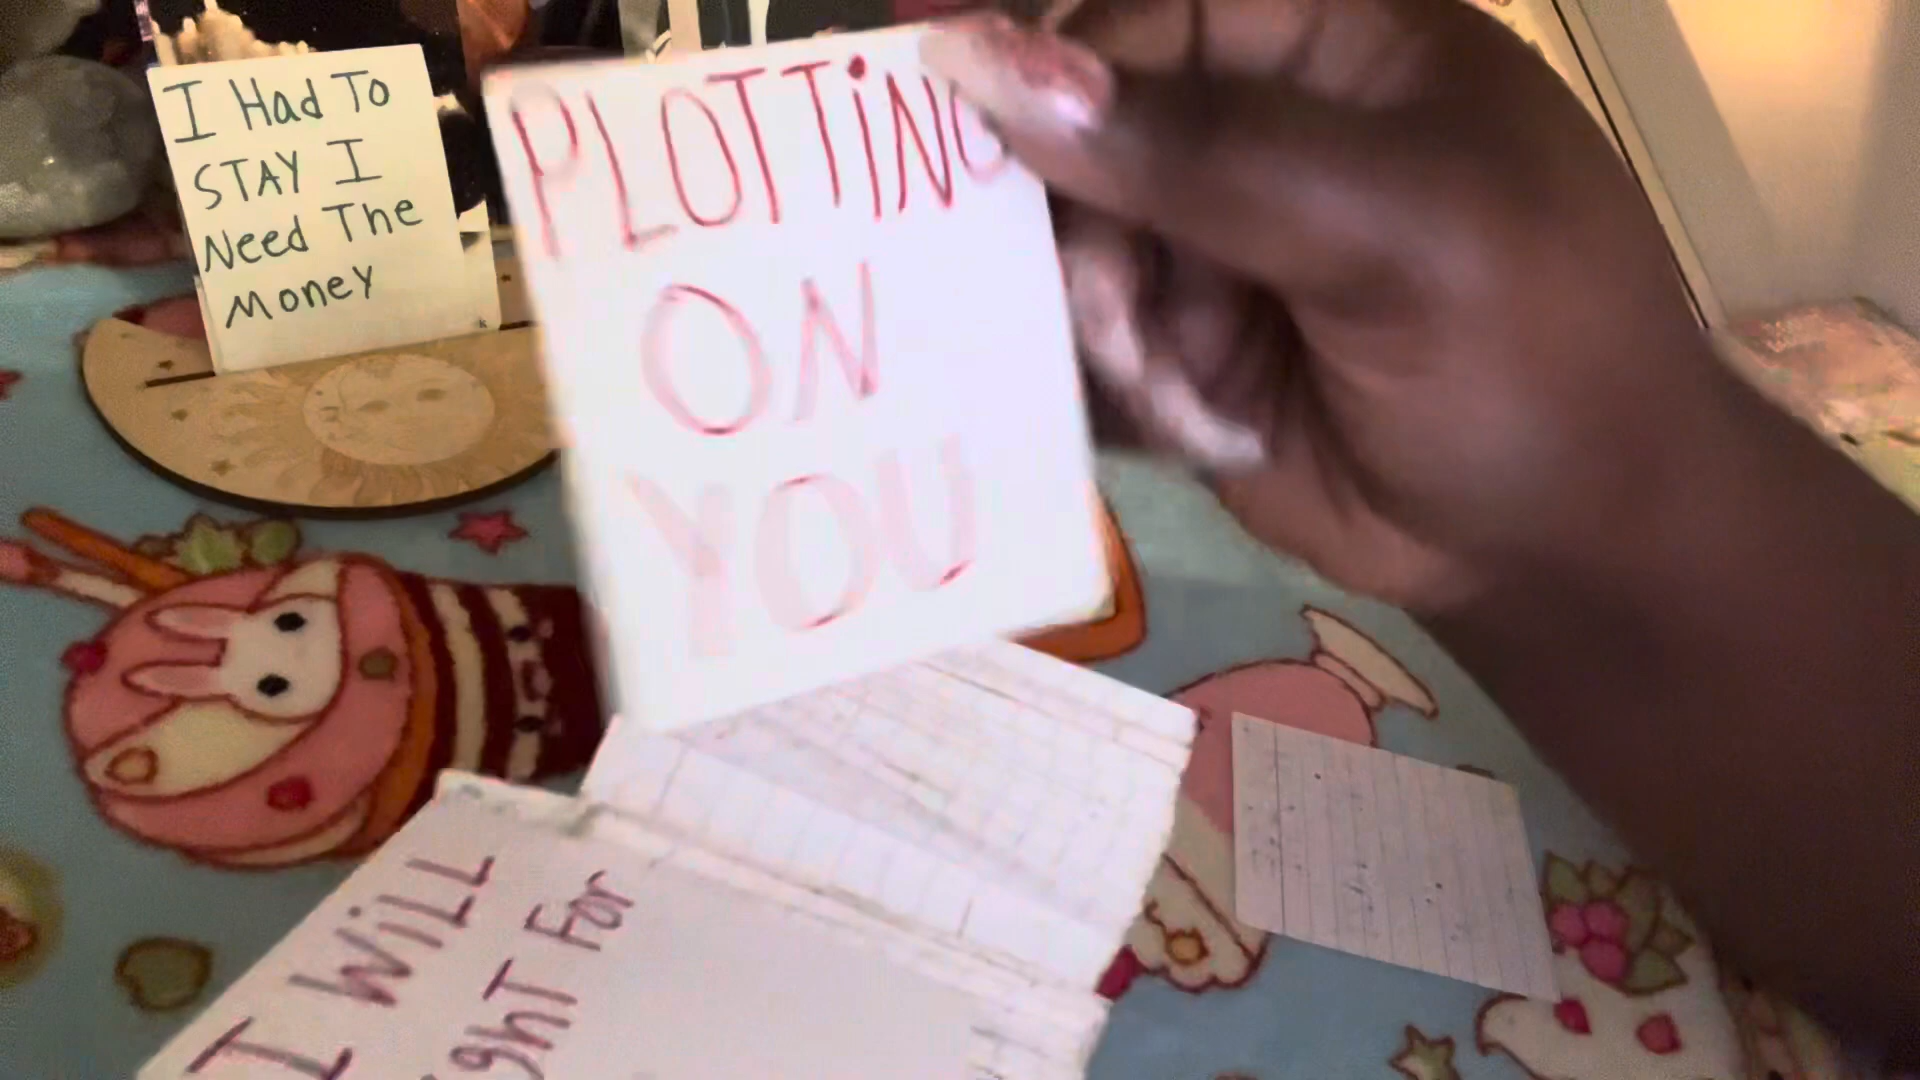 I Had To
STAY I
Need The
Money
PLOTTiNG
ON
YOU
I WiLL
ghT For